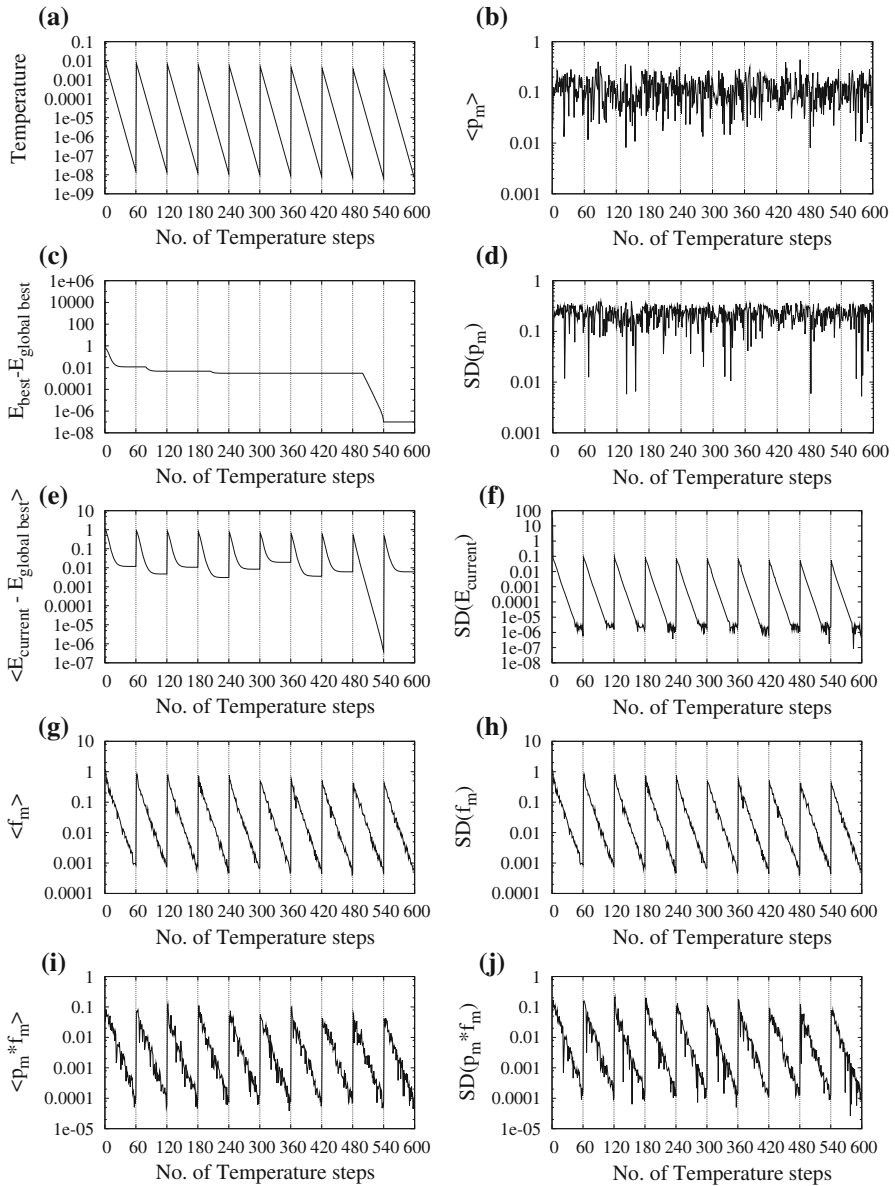 (a)
Temperature
0.1
0.01
0.001
0.0001
1e-05
1e-06
1e-07
1e-08
1e-09
0 60 120 180 240 300 360 420 480 540 600
No. of Temperature steps
(b)
<p_m>
1
0.1
0.01
0.001
0 60 120 180 240 300 360 420 480 540 600
No. of Temperature steps
(c)
E_best-E_global best
1e+06
10000
100
1
0.01
0.0001
1e-06
1e-08
0 60 120 180 240 300 360 420 480 540 600
No. of Temperature steps
(d)
SD(p_m)
1
0.1
0.01
0.001
0 60 120 180 240 300 360 420 480 540 600
No. of Temperature steps
(e)
<E_current - E_global best>
10
1
0.1
0.01
0.001
0.0001
1e-05
1e-06
1e-07
0 60 120 180 240 300 360 420 480 540 600
No. of Temperature steps
(f)
SD(E_current)
100
10
1
0.1
0.01
0.001
0.0001
1e-05
1e-06
1e-07
1e-08
0 60 120 180 240 300 360 420 480 540 600
No. of Temperature steps
(g)
<f_m>
10
1
0.1
0.01
0.001
0.0001
0 60 120 180 240 300 360 420 480 540 600
No. of Temperature steps
(h)
SD(f_m)
10
1
0.1
0.01
0.001
0.0001
0 60 120 180 240 300 360 420 480 540 600
No. of Temperature steps
(i)
<p_m*f_m>
1
0.1
0.01
0.001
0.0001
1e-05
0 60 120 180 240 300 360 420 480 540 600
No. of Temperature steps
(j)
SD(p_m*f_m)
1
0.1
0.01
0.001
0.0001
1e-05
0 60 120 180 240 300 360 420 480 540 600
No. of Temperature steps